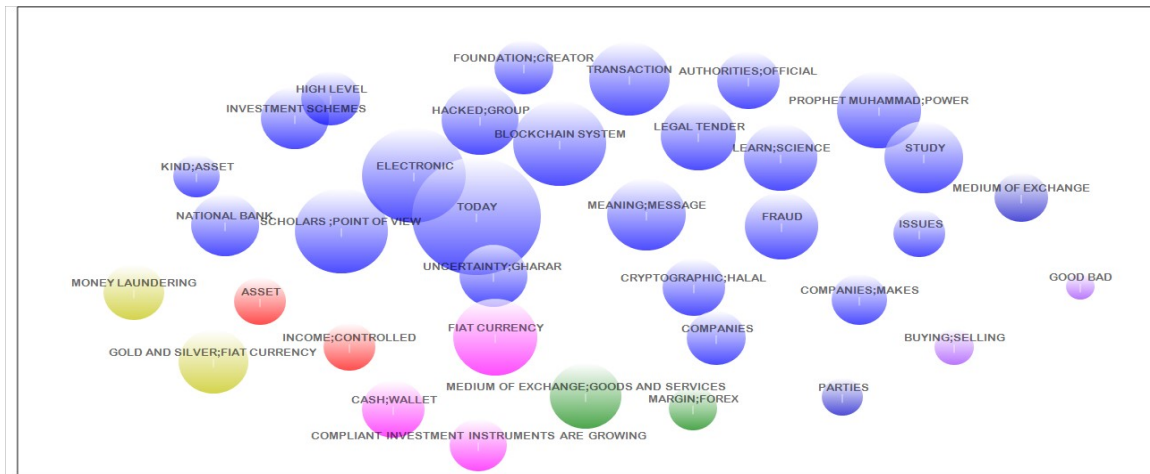 FOUNDATION;CREATOR
TRANSACTION
AUTHORITIES;OFFICIAL
HIGH LEVEL
INVESTMENT SCHEMES
HACKED;GROUP
PROPHET MUHAMMAD;POWER
BLOCKCHAIN SYSTEM
LEGAL TENDER
LEARN;SCIENCE
STUDY
KIND;ASSET
ELECTRONIC
MEDIUM OF EXCHANGE
NATIONAL BANK
SCHOLARS ;POINT OF VIEW
TODAY
MEANING;MESSAGE
FRAUD
ISSUES
UNCERTAINTY;GHARAR
CRYPTOGRAPHIC;HALAL
GOOD BAD
MONEY LAUNDERING
ASSET
COMPANIES;MAKES
INCOME;CONTROLLED
FIAT CURRENCY
COMPANIES
BUYING;SELLING
GOLD AND SILVER;FIAT CURRENCY
MEDIUM OF EXCHANGE;GOODS AND SERVICES
PARTIES
CASH;WALLET
MARGIN;FOREX
COMPLIANT INVESTMENT INSTRUMENTS ARE GROWING